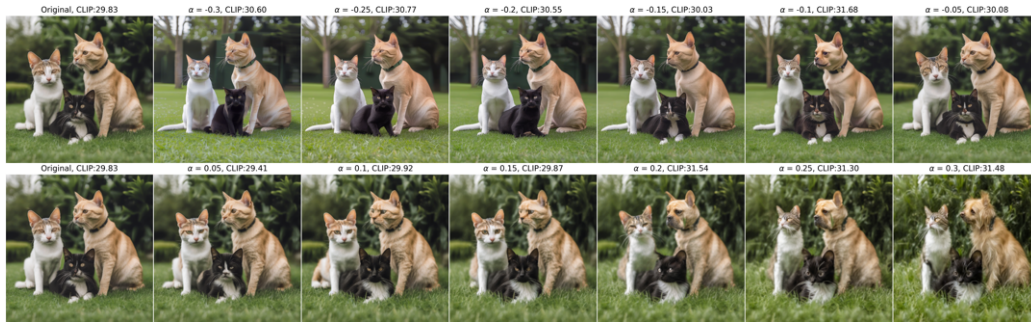 Original, CLIP:29.83 α = -0.3, CLIP:30.60 α = -0.25, CLIP:30.77 α = -0.2, CLIP:30.55 α = -0.15, CLIP:30.03 α = -0.1, CLIP:31.68 α = -0.05, CLIP:30.08
Original, CLIP:29.83 α = 0.05, CLIP:29.41 α = 0.1, CLIP:29.92 α = 0.15, CLIP:29.87 α = 0.2, CLIP:31.54 α = 0.25, CLIP:31.30 α = 0.3, CLIP:31.48